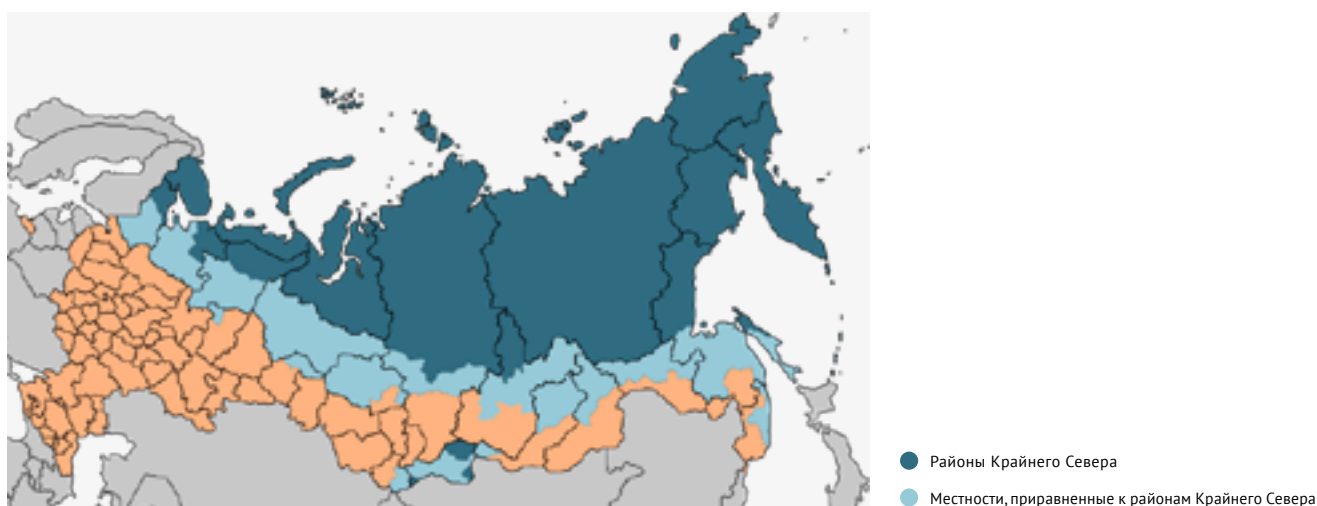 Районы Крайнего Севера
Местности, приравненные к районам Крайнего Севера